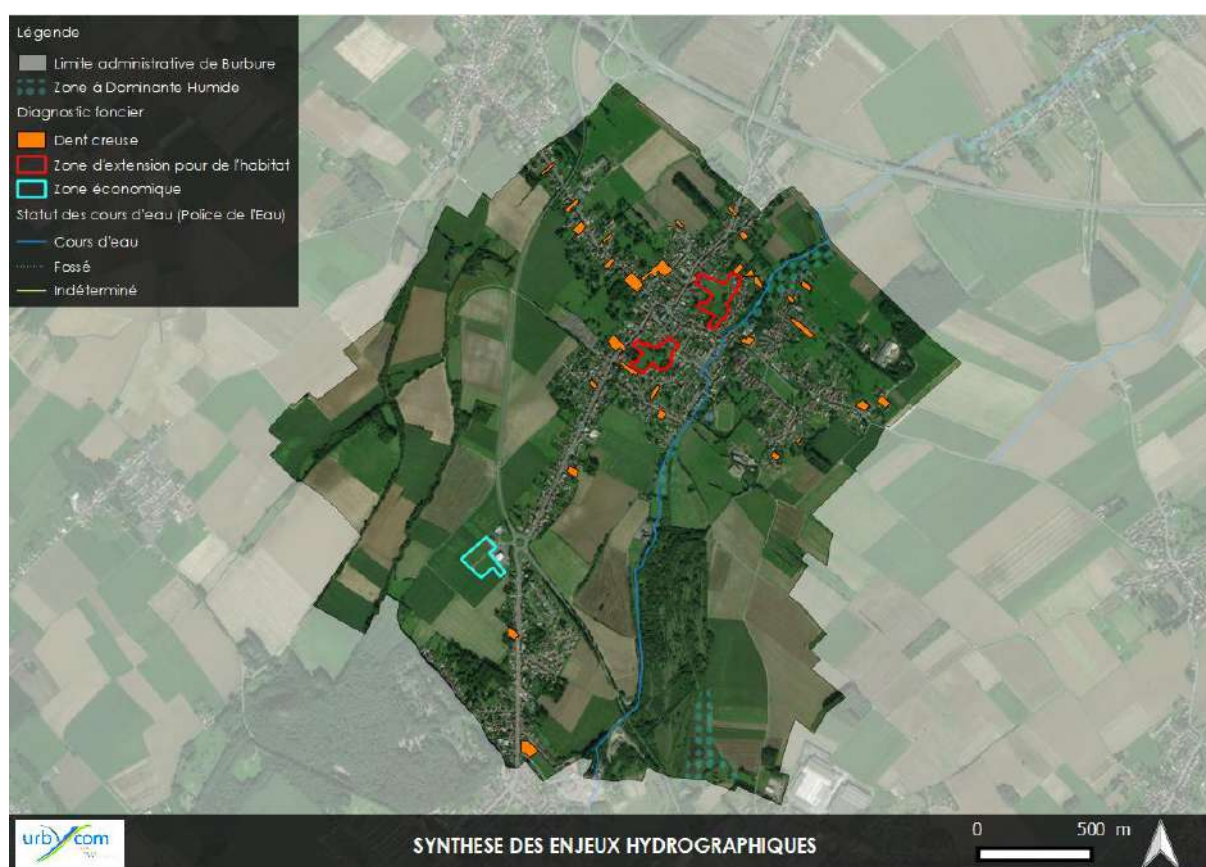 Légende
Limite administrative de Burbure
Zone à Dominante Humide
Diagnostic foncier
Dent creuse
Zone d'extension pour de l'habitat
Zone économique
Statut des cours d'eau (Police de l'Eau)
Cours d'eau
Fossé
Indéterminé
urbycom
SYNTHESE DES ENJEUX HYDROGRAPHIQUES
0 500 m